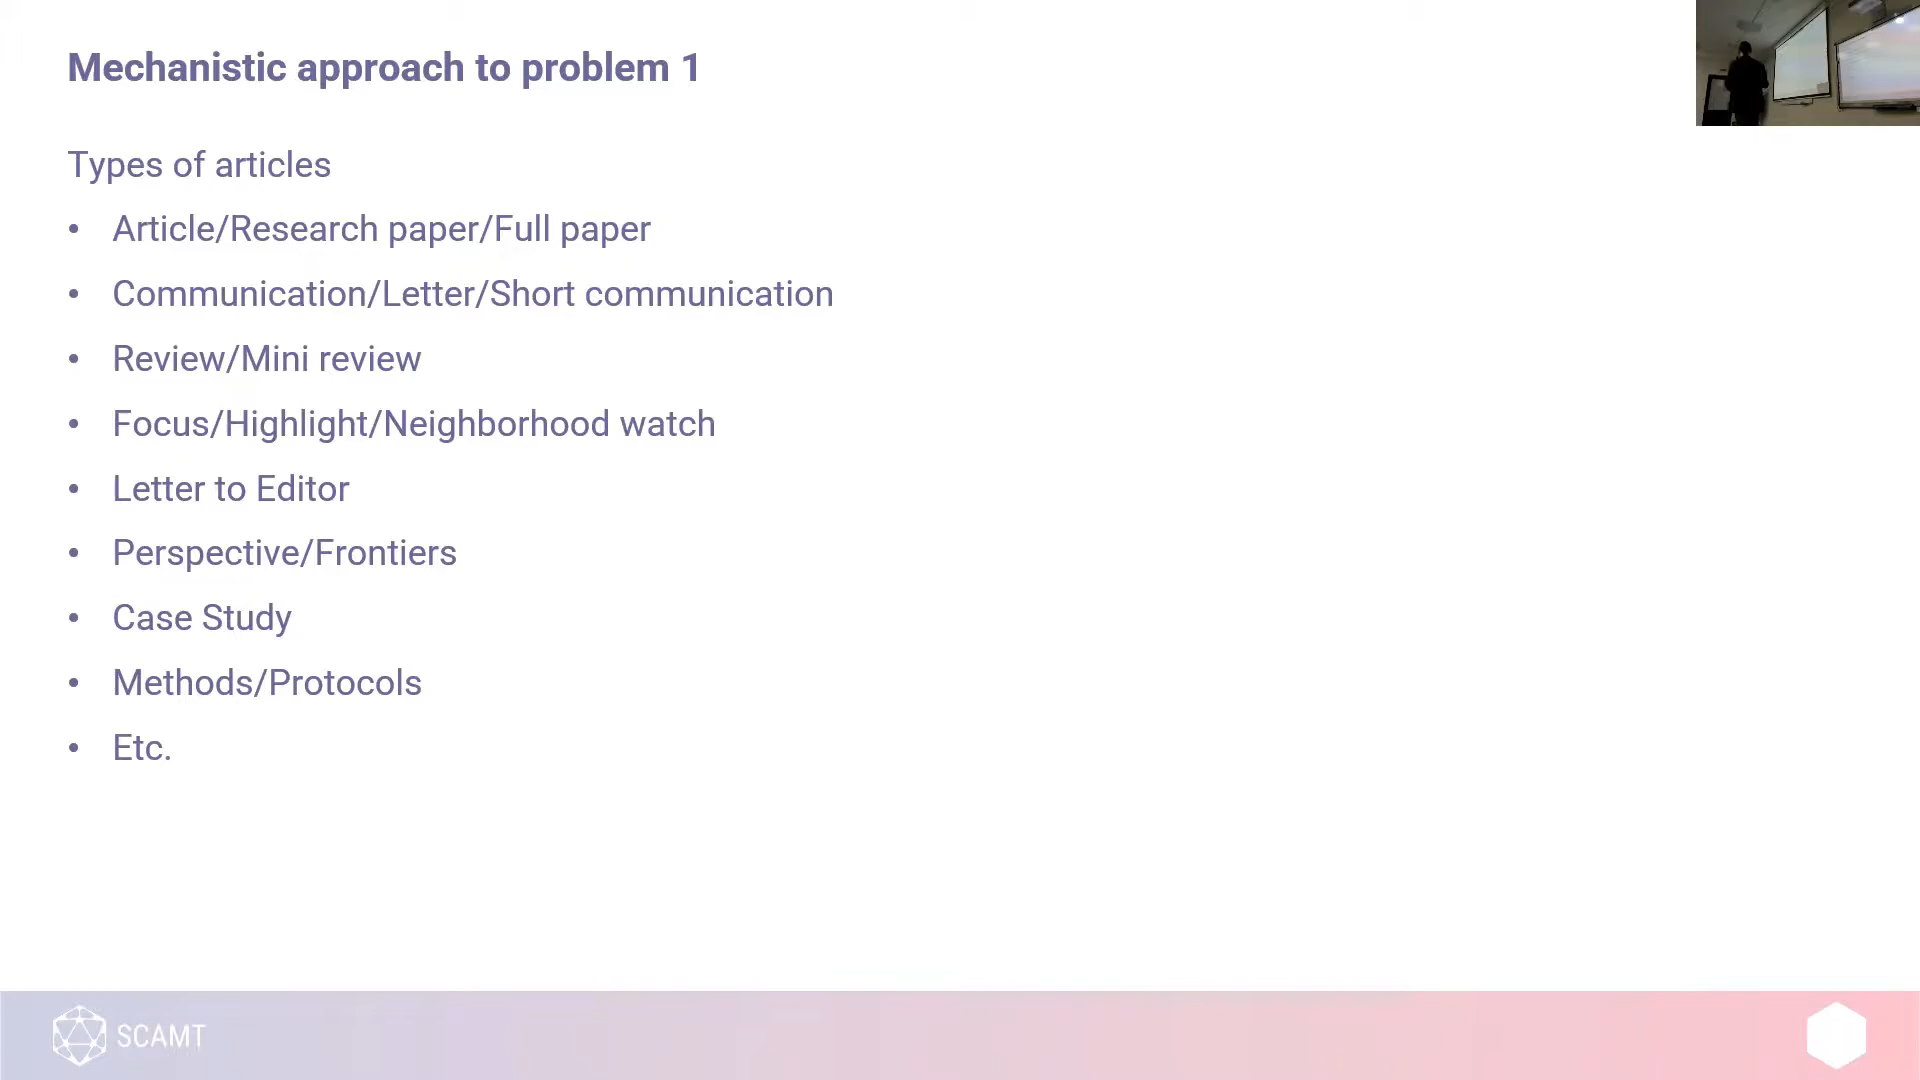 Mechanistic approach to problem 1
Types of articles
• Article/Research paper/Full paper
• Communication/Letter/Short communication
• Review/Mini review
• Focus/Highlight/Neighborhood watch
• Letter to Editor
• Perspective/Frontiers
• Case Study
• Methods/Protocols
• Etc.
SCAMT